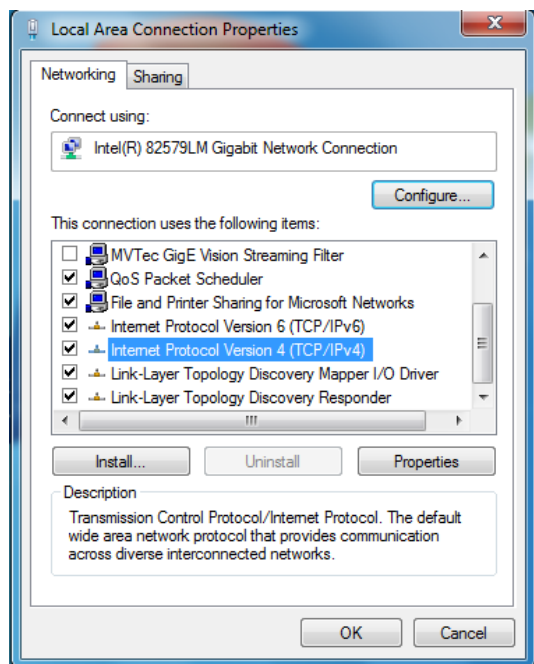 Local Area Connection Properties
Networking Sharing
Connect using:
Intel(R) 82579LM Gigabit Network Connection
Configure...
This connection uses the following items:
MVTec GigE Vision Streaming Filter
QoS Packet Scheduler
File and Printer Sharing for Microsoft Networks
Internet Protocol Version 6 (TCP/IPv6)
Internet Protocol Version 4 (TCP/IPv4)
Link-Layer Topology Discovery Mapper I/O Driver
Link-Layer Topology Discovery Responder
Install... Uninstall Properties
Description
Transmission Control Protocol/Internet Protocol. The default
wide area network protocol that provides communication
across diverse interconnected networks.
OK Cancel